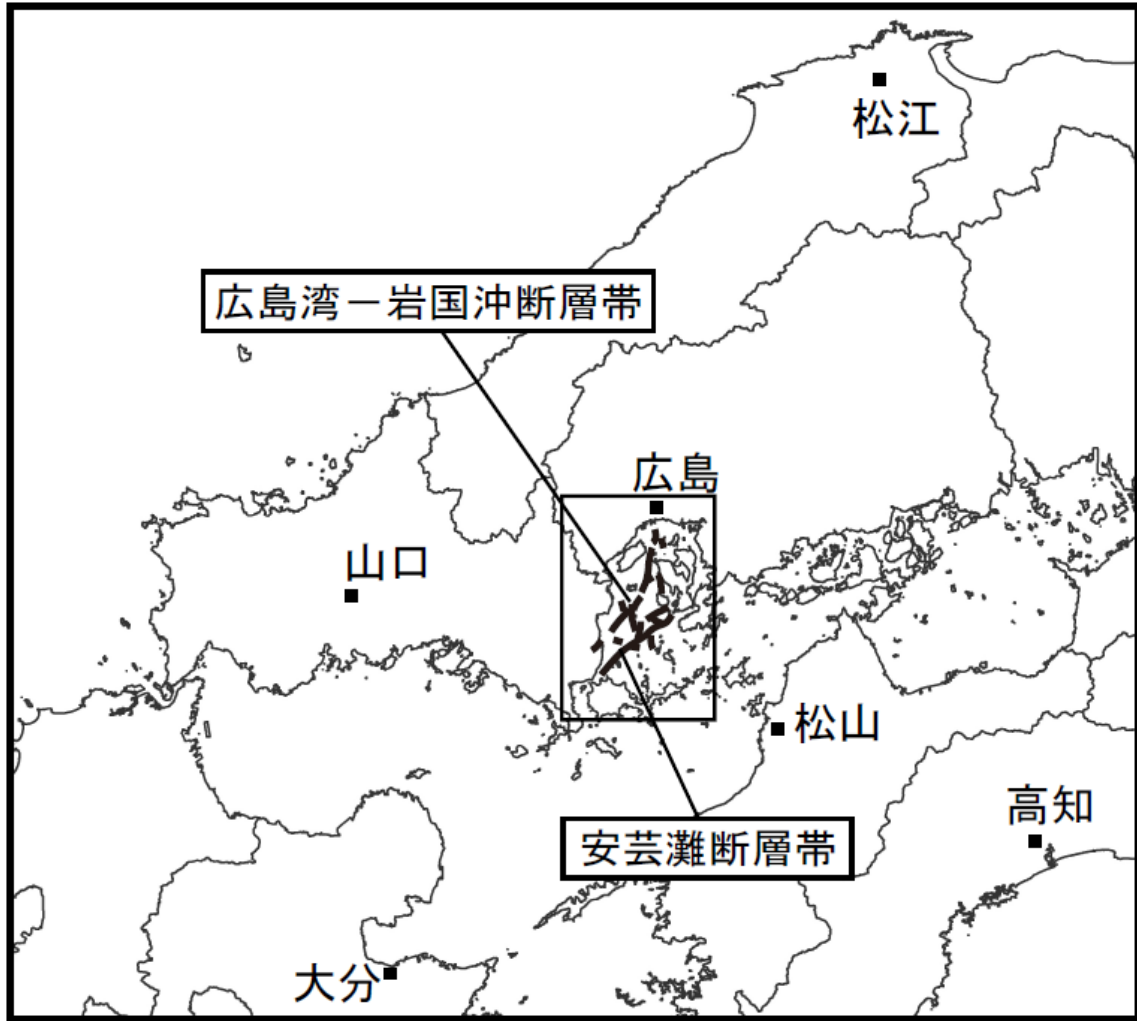 松江
広島湾－岩国沖断層帯
広島
山口
松山
高知
安芸灘断層帯
大分